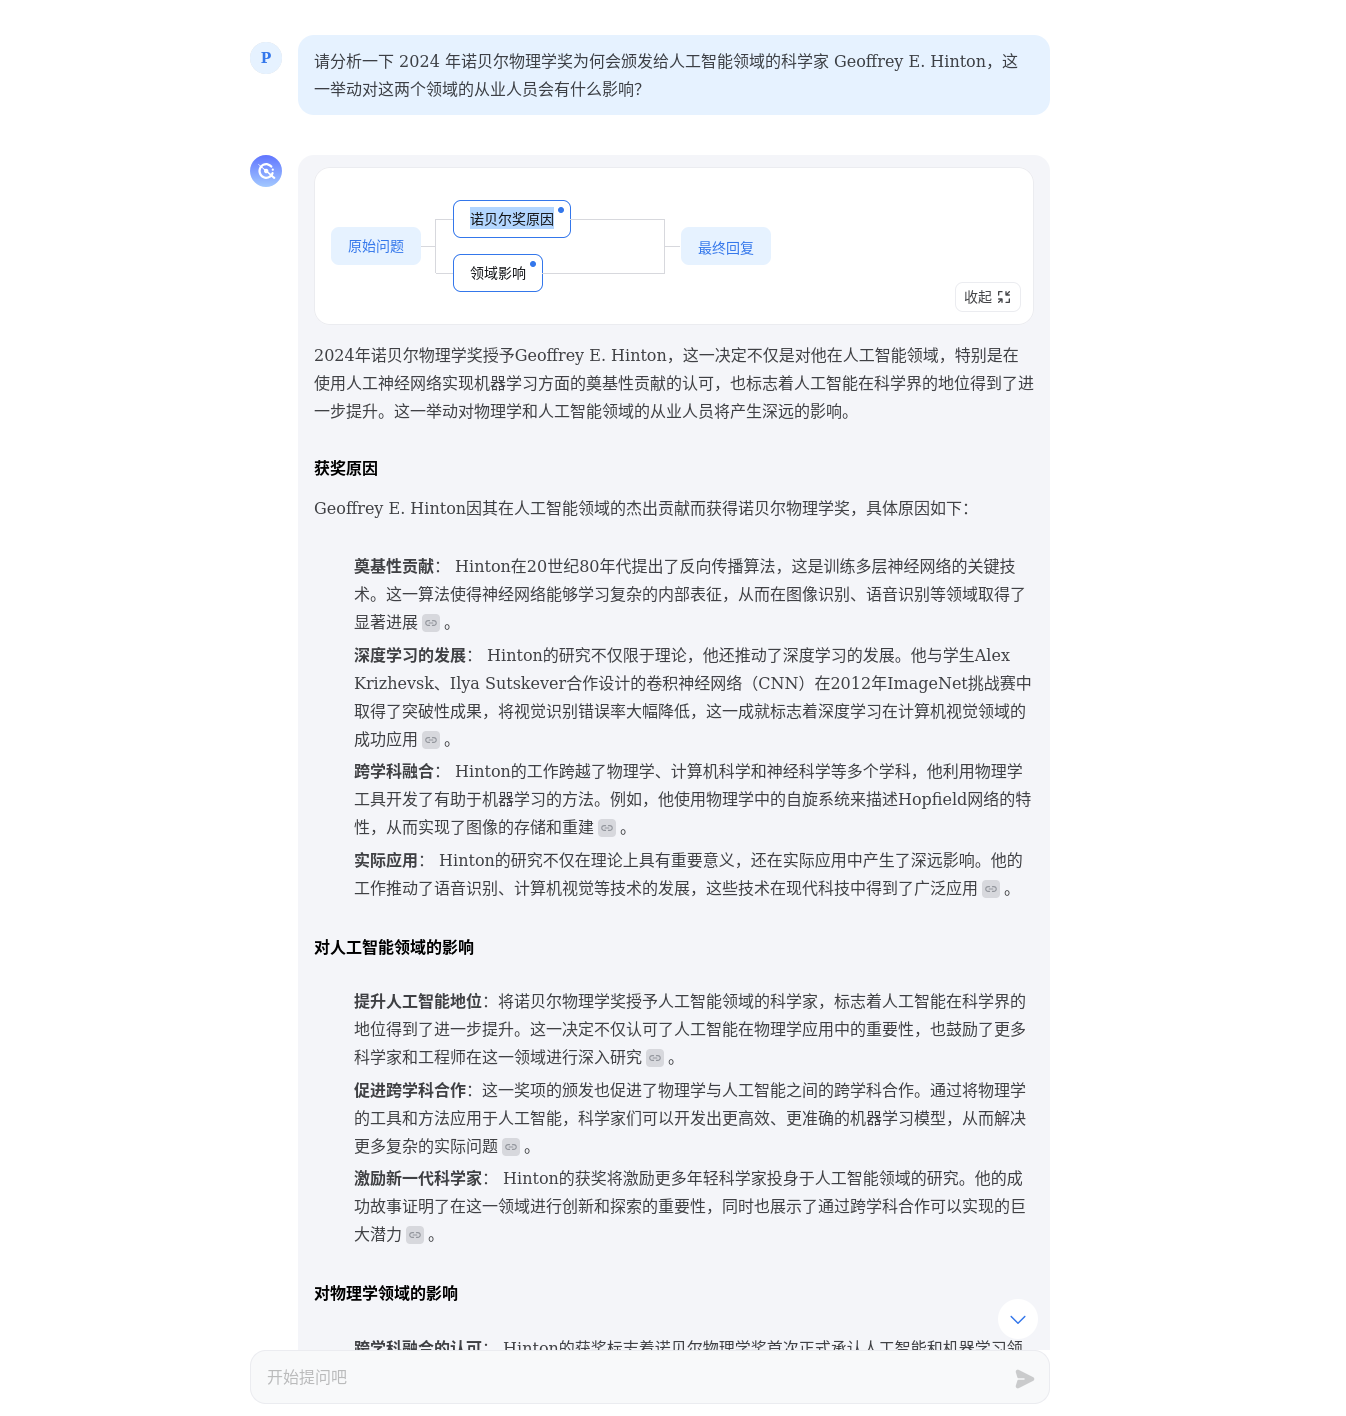 P
请分析一下 2024 年诺贝尔物理学奖为何会颁发给人工智能领域的科学家 Geoffrey E. Hinton，这
一举动对这两个领域的从业人员会有什么影响？
诺贝尔奖原因
原始问题
最终回复
领域影响
收起
2024年诺贝尔物理学奖授予Geoffrey E. Hinton，这一决定不仅是对他在人工智能领域，特别是在
使用人工神经网络实现机器学习方面的奠基性贡献的认可，也标志着人工智能在科学界的地位得到了进
一步提升。这一举动对物理学和人工智能领域的从业人员将产生深远的影响。
获奖原因
Geoffrey E. Hinton因其在人工智能领域的杰出贡献而获得诺贝尔物理学奖，具体原因如下：
奠基性贡献： Hinton在20世纪80年代提出了反向传播算法，这是训练多层神经网络的关键技
术。这一算法使得神经网络能够学习复杂的内部表征，从而在图像识别、语音识别等领域取得了
显著进展。
深度学习的发展： Hinton的研究不仅限于理论，他还推动了深度学习的发展。他与学生Alex
Krizhevsk、Ilya Sutskever合作设计的卷积神经网络（CNN）在2012年ImageNet挑战赛中
取得了突破性成果，将视觉识别错误率大幅降低，这一成就标志着深度学习在计算机视觉领域的
成功应用。
跨学科融合： Hinton的工作跨越了物理学、计算机科学和神经科学等多个学科，他利用物理学
工具开发了有助于机器学习的方法。例如，他使用物理学中的自旋系统来描述Hopfield网络的特
性，从而实现了图像的存储和重建。
实际应用： Hinton的研究不仅在理论上具有重要意义，还在实际应用中产生了深远影响。他的
工作推动了语音识别、计算机视觉等技术的发展，这些技术在现代科技中得到了广泛应用。
对人工智能领域的影响
提升人工智能地位：将诺贝尔物理学奖授予人工智能领域的科学家，标志着人工智能在科学界的
地位得到了进一步提升。这一决定不仅认可了人工智能在物理学应用中的重要性，也鼓励了更多
科学家和工程师在这一领域进行深入研究。
促进跨学科合作：这一奖项的颁发也促进了物理学与人工智能之间的跨学科合作。通过将物理学
的工具和方法应用于人工智能，科学家们可以开发出更高效、更准确的机器学习模型，从而解决
更多复杂的实际问题。
激励新一代科学家： Hinton的获奖将激励更多年轻科学家投身于人工智能领域的研究。他的成
功故事证明了在这一领域进行创新和探索的重要性，同时也展示了通过跨学科合作可以实现的巨
大潜力。
对物理学领域的影响
跨学科融合的认可： Hinton的获奖标志着诺贝尔物理学奖首次正式承认人工智能和机器学习领
开始提问吧